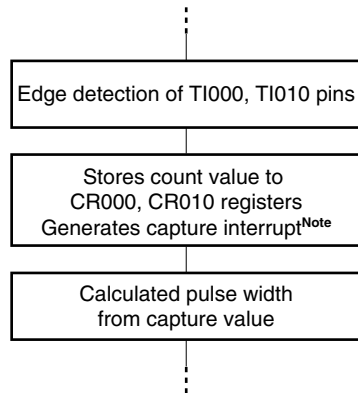 Edge detection of TI000, TI010 pins
Stores count value to
CR000, CR010 registers
Generates capture interruptNote
Calculated pulse width
from capture value